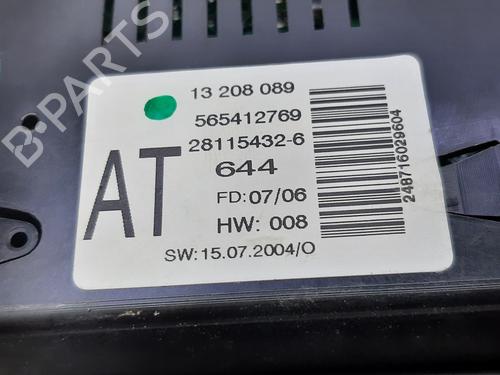 13 208 089
565412769
28115432-6
AT
644
FD: 07/06
HW: 008
SW: 15.07.2004/O
248716029604
B-PARTS